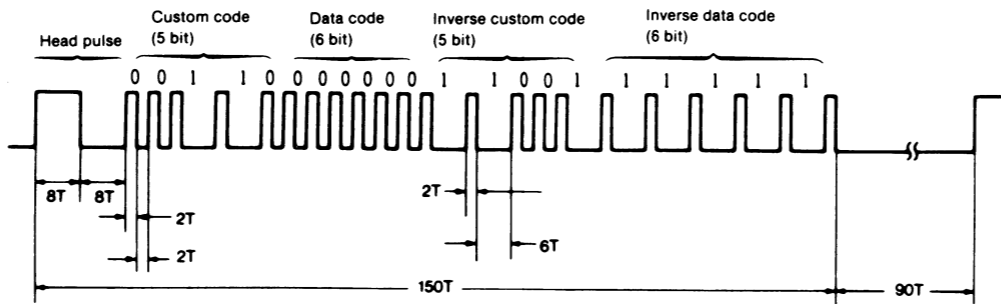 Head pulse
Custom code
(5 bit)
Data code
(6 bit)
Inverse custom code
(5 bit)
Inverse data code
(6 bit)
0 0 1 1 0 0 0 0 0 0 0 1 1 0 0 1 1 1 1 1 1
8T 8T
2T
2T
2T
6T
150T
90T